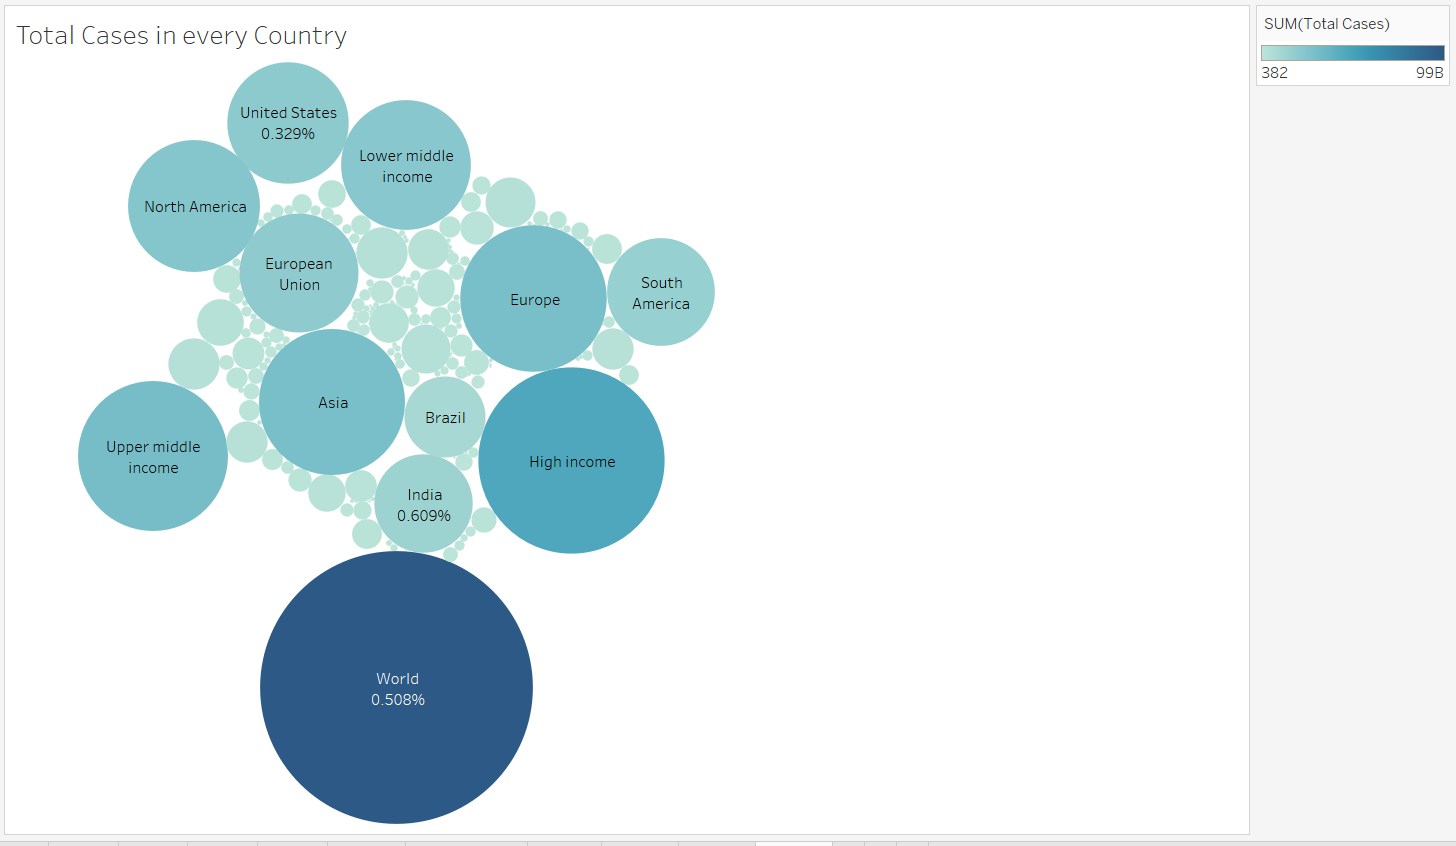 Total Cases in every Country
SUM(Total Cases)
382
99B
United States
0.329%
Lower middle
income
North America
European
Union
Europe
South
America
Asia
Brazil
Upper middle
income
High income
India
0.609%
World
0.508%